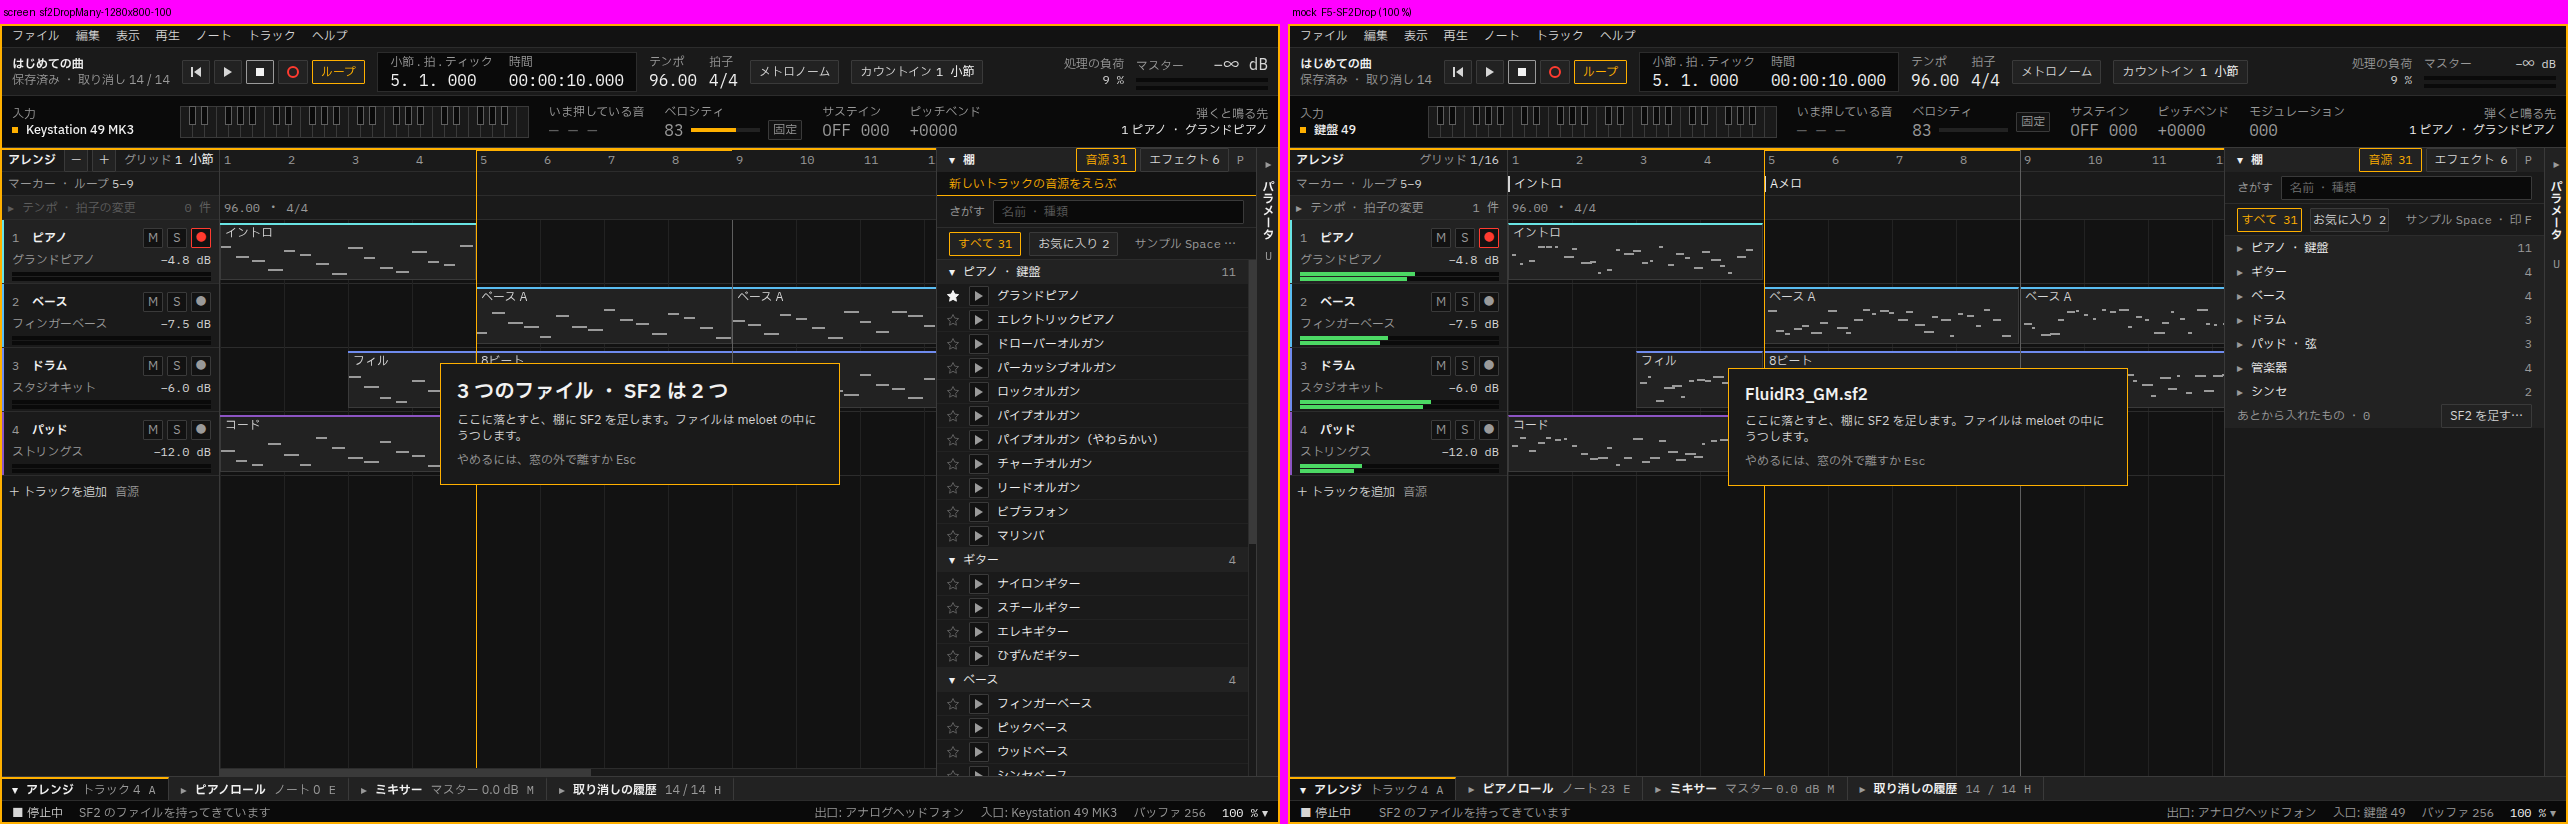 screen sf2DropMany-1280x800-100
ファイル 編集 表示 再生 ノート トラック ヘルプ
はじめての曲
保存済み ・ 取り消し 14 / 14
ループ
小節 . 拍 . ティック 時間
5. 1. 000 00:00:10.000
テンポ 拍子
96.00 4/4
メトロノーム
カウントイン 1 小節
処理の負荷 マスター −∞ dB
9 %
入力
Keystation 49 MK3
いま押している音 ベロシティ サステイン ピッチベンド
— — — 83 固定 OFF 000 +0000
弾くと鳴る先
1 ピアノ ・ グランドピアノ
アレンジ − + グリッド 1 小節
1 2 3 4 5 6 7 8 9 10 11 1
マーカー ・ ループ 5–9
▸ テンポ ・ 拍子の変更 0 件
96.00 ・ 4/4
1 ピアノ M S
グランドピアノ −4.8 dB
イントロ
2 ベース M S
フィンガーベース −7.5 dB
ベース A ベース A
3 ドラム M S
スタジオキット −6.0 dB
フィル 8ビート
4 パッド M S
ストリングス −12.0 dB
コード
+ トラックを追加 音源
3 つのファイル ・ SF2 は 2 つ
ここに落とすと、棚に SF2 を足します。ファイルは meloet の中に
うつします。
やめるには、窓の外で離すか Esc
▾ 棚 音源 31 エフェクト 6 P
新しいトラックの音源をえらぶ
さがす 名前 ・ 種類
すべて 31 お気に入り 2 サンプル Space …
▾ ピアノ ・ 鍵盤 11
★ ▶ グランドピアノ
☆ ▶ エレクトリックピアノ
☆ ▶ ドローバーオルガン
☆ ▶ パーカッシブオルガン
☆ ▶ ロックオルガン
☆ ▶ パイプオルガン
☆ ▶ パイプオルガン（やわらかい）
☆ ▶ チャーチオルガン
☆ ▶ リードオルガン
☆ ▶ ビブラフォン
☆ ▶ マリンバ
▾ ギター 4
☆ ▶ ナイロンギター
☆ ▶ スチールギター
☆ ▶ エレキギター
☆ ▶ ひずんだギター
▾ ベース 4
☆ ▶ フィンガーベース
☆ ▶ ピックベース
☆ ▶ ウッドベース
☆ ▶ シンセベース
▸ パラメータ U
▾ アレンジ トラック 4 A ▸ ピアノロール ノート 0 E ▸ ミキサー マスター 0.0 dB M ▸ 取り消しの履歴 14 / 14 H
■ 停止中 SF2 のファイルを持ってきています
出口: アナログヘッドフォン 入口: Keystation 49 MK3 バッファ 256 100 % ▾
mock F5-SF2Drop (100 %)
ファイル 編集 表示 再生 ノート トラック ヘルプ
はじめての曲
保存済み ・ 取り消し 14
ループ
小節 . 拍 . ティック 時間
5. 1. 000 00:00:10.000
テンポ 拍子
96.00 4/4
メトロノーム
カウントイン 1 小節
処理の負荷 マスター −∞ dB
9 %
入力
鍵盤 49
いま押している音 ベロシティ サステイン ピッチベンド モジュレーション
— — — 83 固定 OFF 000 +0000 000
弾くと鳴る先
1 ピアノ ・ グランドピアノ
アレンジ グリッド 1/16
1 2 3 4 5 6 7 8 9 10 11 1
マーカー ・ ループ 5–9
イントロ Aメロ
▸ テンポ ・ 拍子の変更 1 件
96.00 ・ 4/4
1 ピアノ M S
グランドピアノ −4.8 dB
イントロ
2 ベース M S
フィンガーベース −7.5 dB
ベース A ベース A
3 ドラム M S
スタジオキット −6.0 dB
フィル 8ビート
4 パッド M S
ストリングス −12.0 dB
コード
+ トラックを追加 音源
FluidR3_GM.sf2
ここに落とすと、棚に SF2 を足します。ファイルは meloet の中に
うつします。
やめるには、窓の外で離すか Esc
▾ 棚 音源 31 エフェクト 6 P
さがす 名前 ・ 種類
すべて 31 お気に入り 2 サンプル Space ・ 印 F
▸ ピアノ ・ 鍵盤 11
▸ ギター 4
▸ ベース 4
▸ ドラム 3
▸ パッド ・ 弦 3
▸ 管楽器 4
▸ シンセ 2
あとから入れたもの ・ 0 SF2 を足す…
▸ パラメータ U
▾ アレンジ トラック 4 A ▸ ピアノロール ノート 23 E ▸ ミキサー マスター 0.0 dB M ▸ 取り消しの履歴 14 / 14 H
■ 停止中 SF2 のファイルを持ってきています
出口: アナログヘッドフォン 入口: 鍵盤 49 バッファ 256 100 % ▾